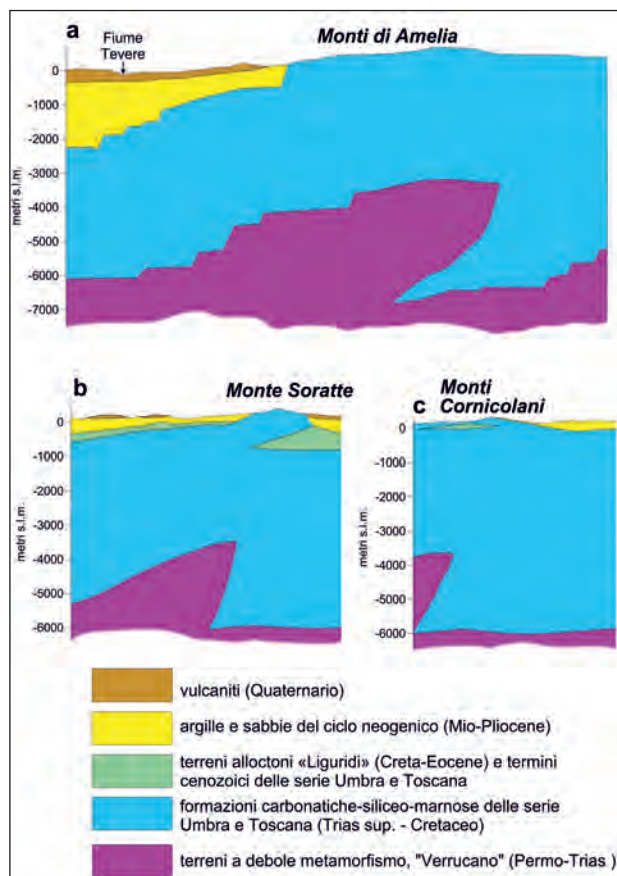 a
Monti di Amelia
Fiume
Tevere
0
-1000
-2000
-3000
-4000
-5000
-6000
-7000
metri s.l.m.
b
Monte Soratte
0
-1000
-2000
-3000
-4000
-5000
-6000
metri s.l.m.
Monti
Cornicolani
c
0
-1000
-2000
-3000
-4000
-5000
-6000
metri s.l.m.
vulcaniti (Quaternario)
argille e sabbie del ciclo neogenico (Mio-Pliocene)
terreni alloctoni «Liguridi» (Creta-Eocene) e termini
cenozoici delle serie Umbra e Toscana
formazioni carbonatiche-siliceo-marnose delle serie
Umbra e Toscana (Trias sup. - Cretaceo)
terreni a debole metamorfismo, "Verrucano" (Permo-Trias )